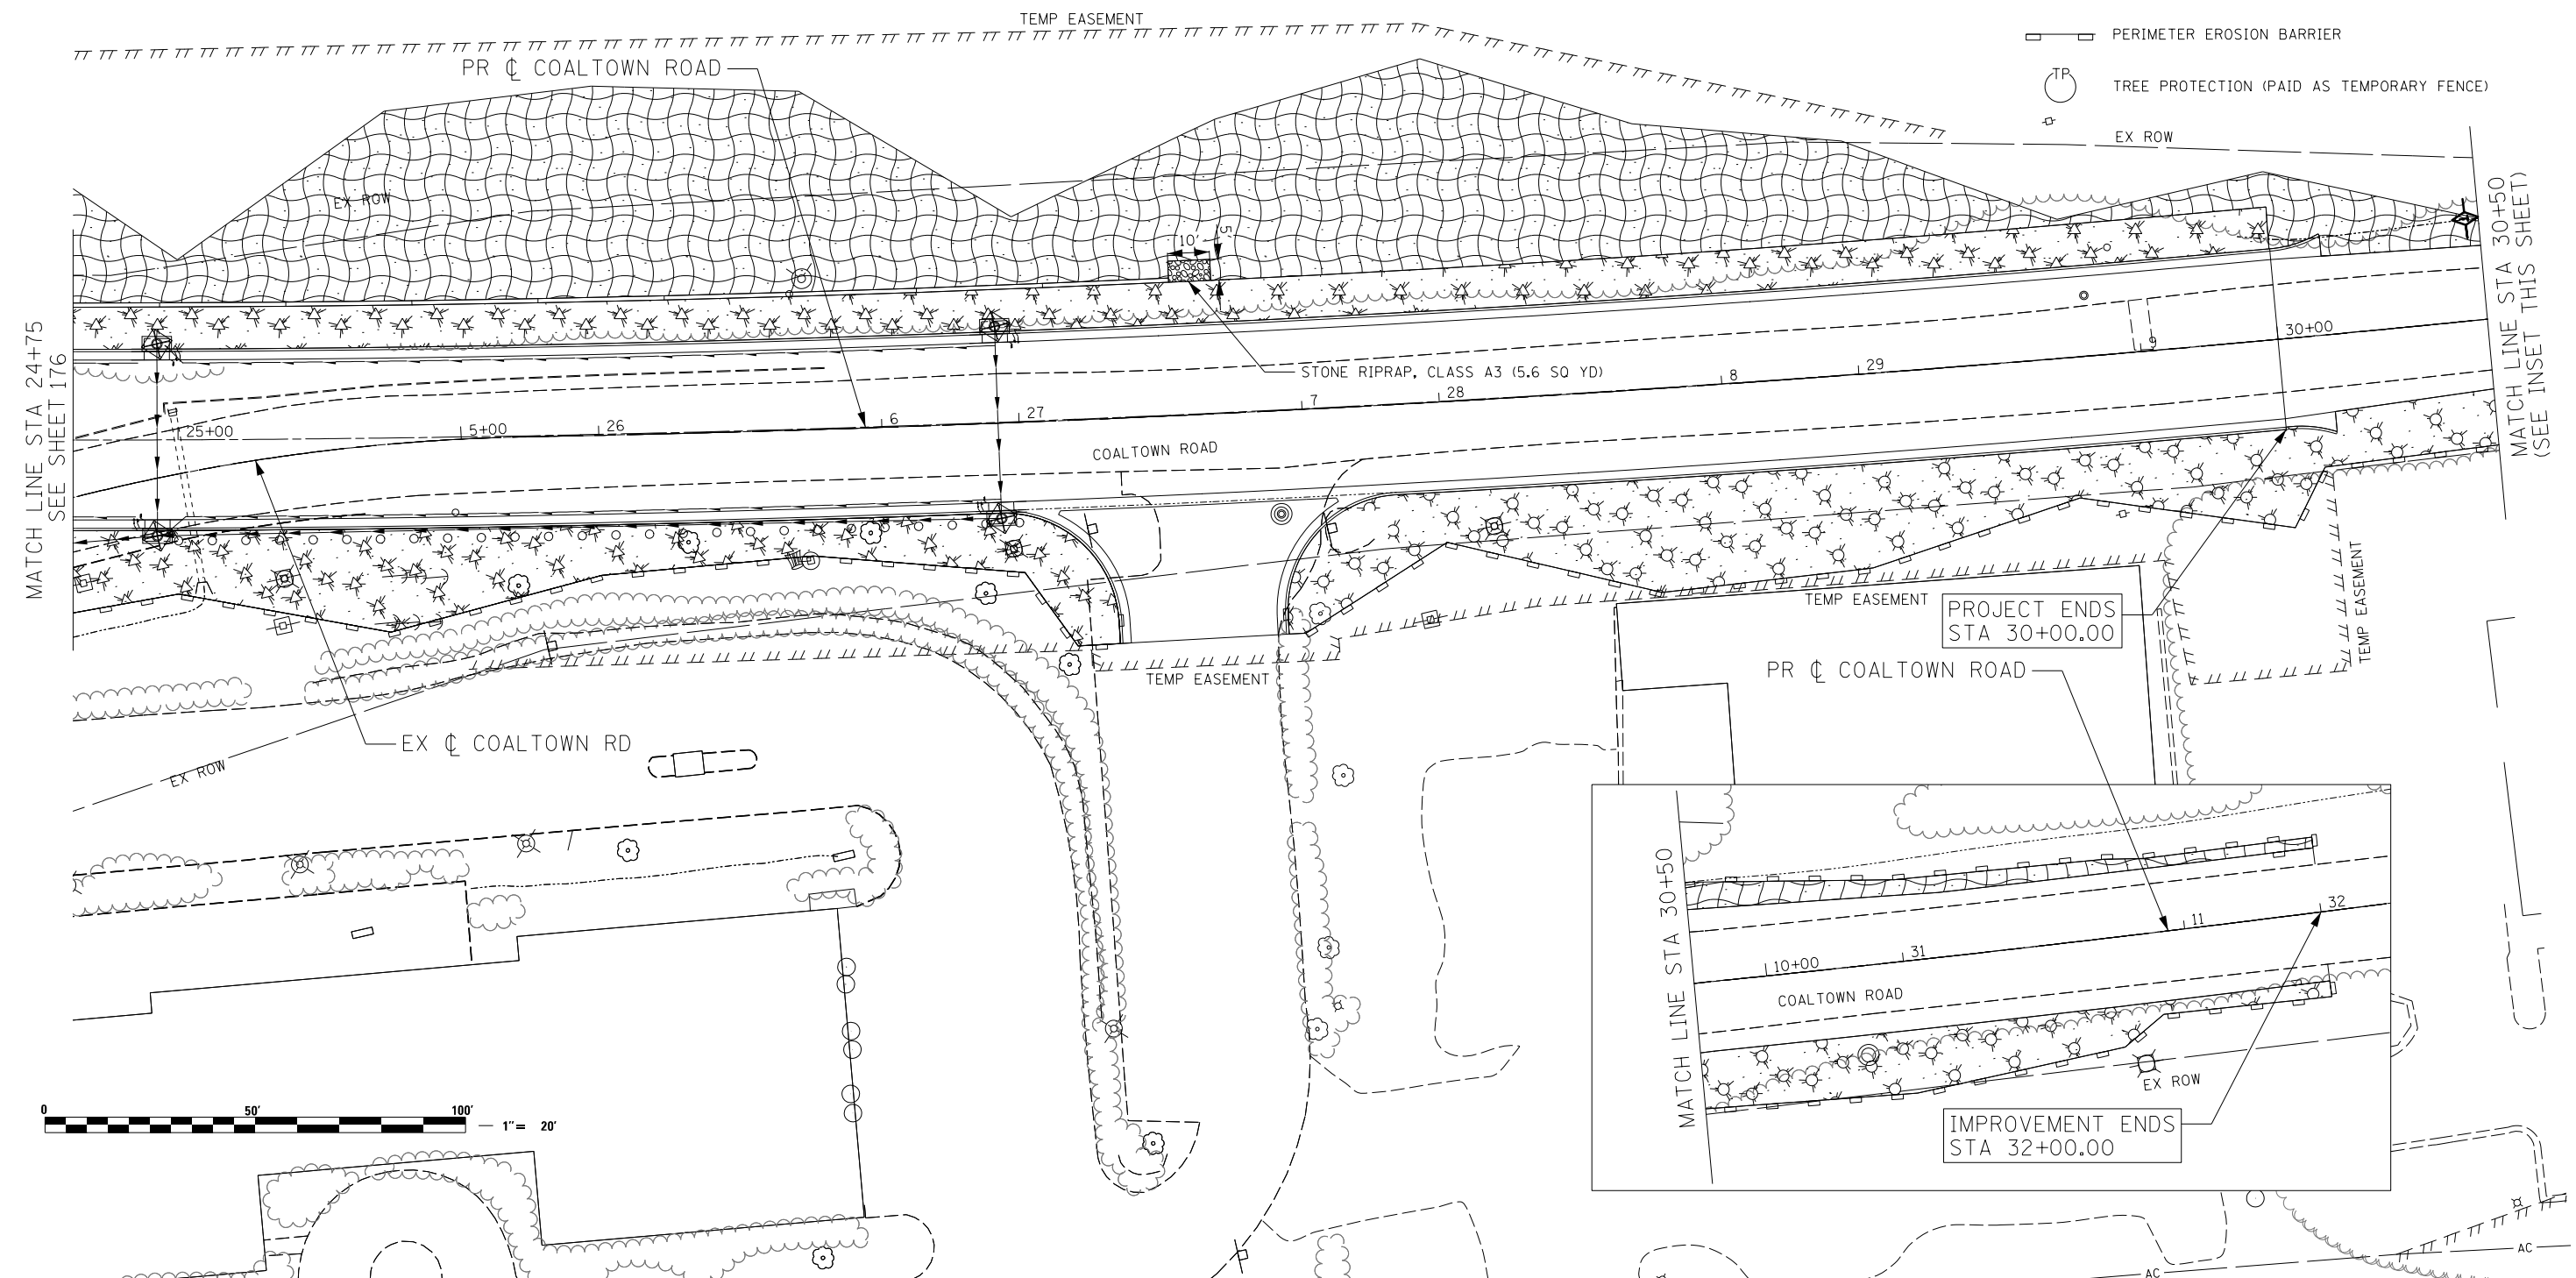 TEMP EASEMENT
PERIMETER EROSION BARRIER
PR ℄ COALTOWN ROAD
TP
TREE PROTECTION (PAID AS TEMPORARY FENCE)
EX ROW
EX ROW
10'
5'
MATCH LINE STA 30+50
(SEE INSET THIS SHEET)
MATCH LINE STA 24+75
SEE SHEET 176
STONE RIPRAP, CLASS A3 (5.6 SQ YD)
25+00
5+00
26
6
27
7
28
8
29
9
30+00
COALTOWN ROAD
TEMP EASEMENT
TEMP EASEMENT
TEMP EASEMENT
PROJECT ENDS
STA 30+00.00
PR ℄ COALTOWN ROAD
EX ℄ COALTOWN RD
EX ROW
MATCH LINE STA 30+50
10+00
31
11
32
COALTOWN ROAD
EX ROW
IMPROVEMENT ENDS
STA 32+00.00
0 50' 100'
1"= 20'
AC
AC